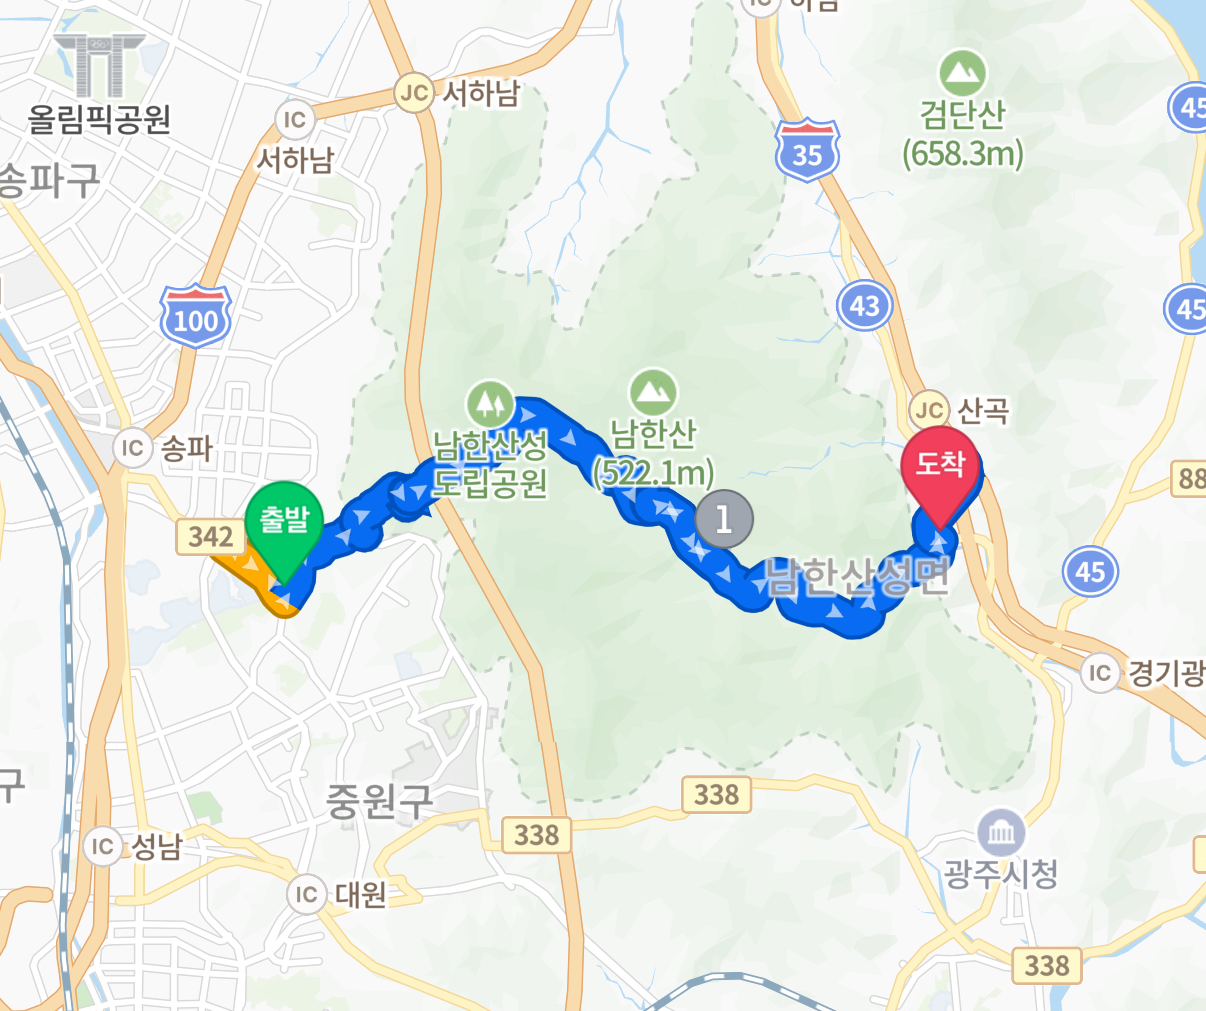 IC
하남
올림픽공원
IC
서하남
JC
서하남
검단산
(658.3m)
45
송파구
35
100
43
45
남한산성
도립공원
남한산
(522.1m)
JC
산곡
IC
송파
도착
88
342
출발
1
45
남한산성면
IC
경기광
구
중원구
338
338
IC
성남
광주시청
IC
대원
338